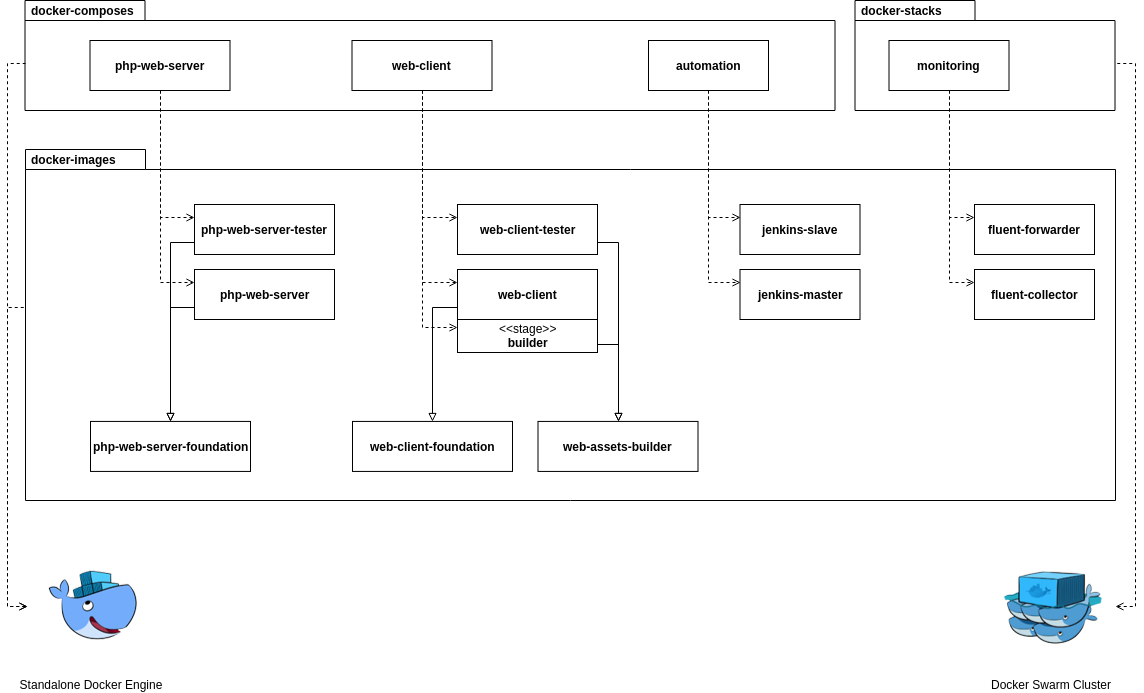 docker-composes
docker-stacks
php-web-server
web-client
automation
monitoring
docker-images
php-web-server-tester
web-client-tester
jenkins-slave
fluent-forwarder
php-web-server
web-client
jenkins-master
fluent-collector
<<stage>>
builder
php-web-server-foundation
web-client-foundation
web-assets-builder
Standalone Docker Engine
Docker Swarm Cluster